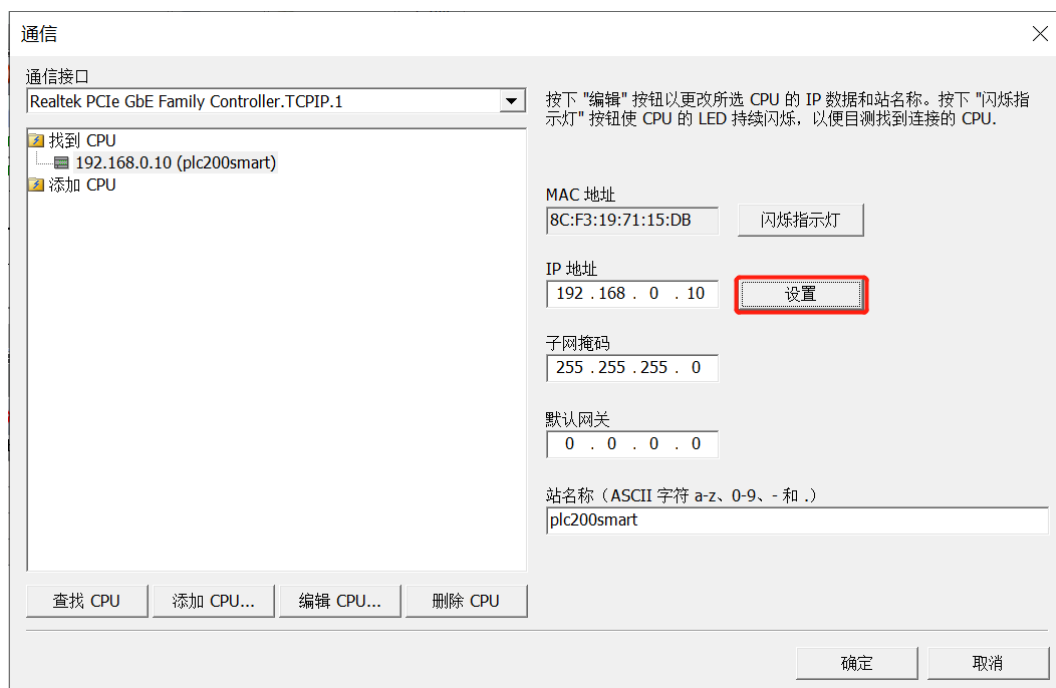 通信
通信接口
Realtek PCIe GbE Family Controller.TCPIP.1
找到 CPU
192.168.0.10 (plc200smart)
添加 CPU
按下 "编辑" 按钮以更改所选 CPU 的 IP 数据和站名称。按下 "闪烁指
示灯" 按钮使 CPU 的 LED 持续闪烁，以便目测找到连接的 CPU.
MAC 地址
8C:F3:19:71:15:DB
闪烁指示灯
IP 地址
192 . 168 . 0 . 10
设置
子网掩码
255 . 255 . 255 . 0
默认网关
0 . 0 . 0 . 0
站名称（ASCII 字符 a-z、0-9、- 和 .）
plc200smart
查找 CPU
添加 CPU...
编辑 CPU...
删除 CPU
确定
取消